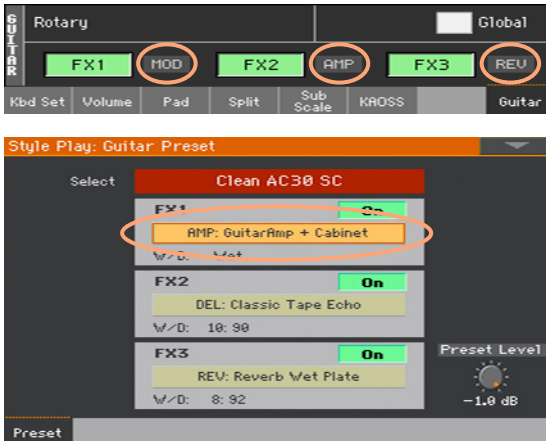 GUITAR
Rotary
Global
FX1 MOD FX2 AMP FX3 REV
Kbd Set Volume Pad Split Sub Scale KAOSS Guitar
Style Play: Guitar Preset
Select Clean AC30 SC
FX1 On
AMP: GuitarAmp + Cabinet
W/D: Wet
FX2 On
DEL: Classic Tape Echo
W/D: 10:90
FX3 On
REV: Reverb Wet Plate
W/D: 8:92
Preset Level
-1.0 dB
Preset